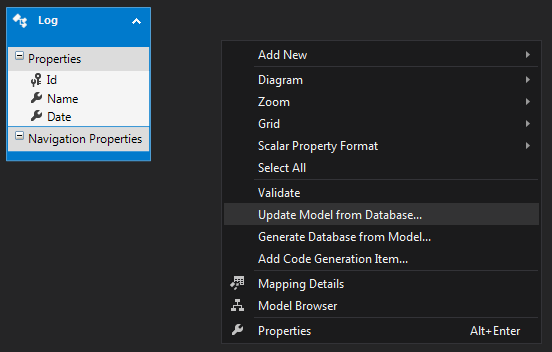 Log
Properties
Id
Name
Date
Navigation Properties
Add New
Diagram
Zoom
Grid
Scalar Property Format
Select All
Validate
Update Model from Database...
Generate Database from Model...
Add Code Generation Item...
Mapping Details
Model Browser
Properties Alt+Enter